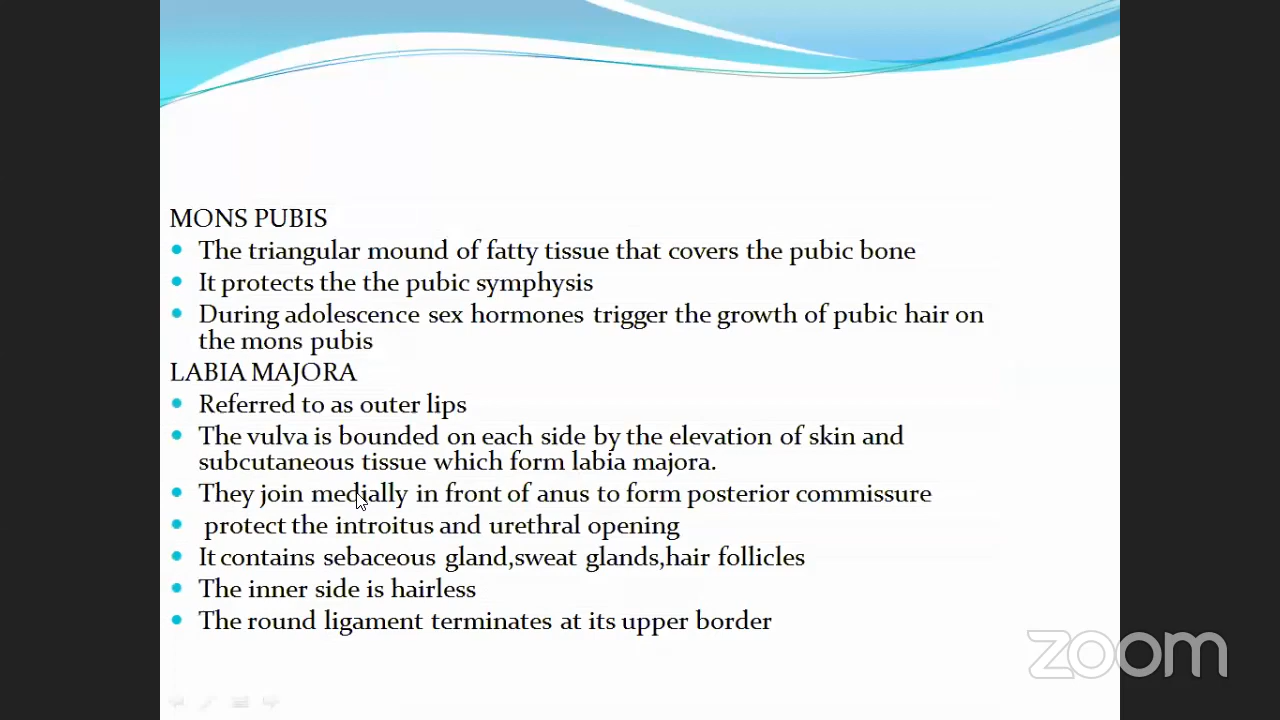 MONS PUBIS
The triangular mound of fatty tissue that covers the pubic bone
It protects the the pubic symphysis
During adolescence sex hormones trigger the growth of pubic hair on
the mons pubis
LABIA MAJORA
Referred to as outer lips
The vulva is bounded on each side by the elevation of skin and
subcutaneous tissue which form labia majora.
They join medially in front of anus to form posterior commissure
protect the introitus and urethral opening
It contains sebaceous gland,sweat glands,hair follicles
The inner side is hairless
The round ligament terminates at its upper border
zoom